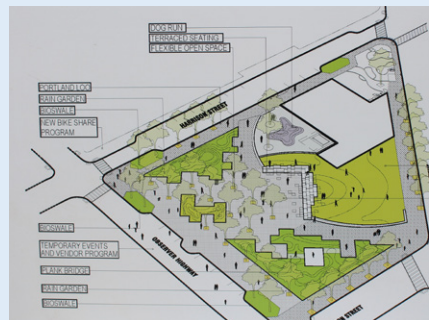 DOG RUN
TERRACED SEATING
FLEXIBLE OPEN SPACE
PORTLAND LOO
RAIN GARDEN
BIOSWALE
NEW BIKE SHARE
PROGRAM
HARRISON STREET
BIOSWALE
TEMPORARY EVENTS
AND VENDOR PROGRAM
PLANK BRIDGE
RAIN GARDEN
BIOSWALE
OBSERVER HIGHWAY
STREET